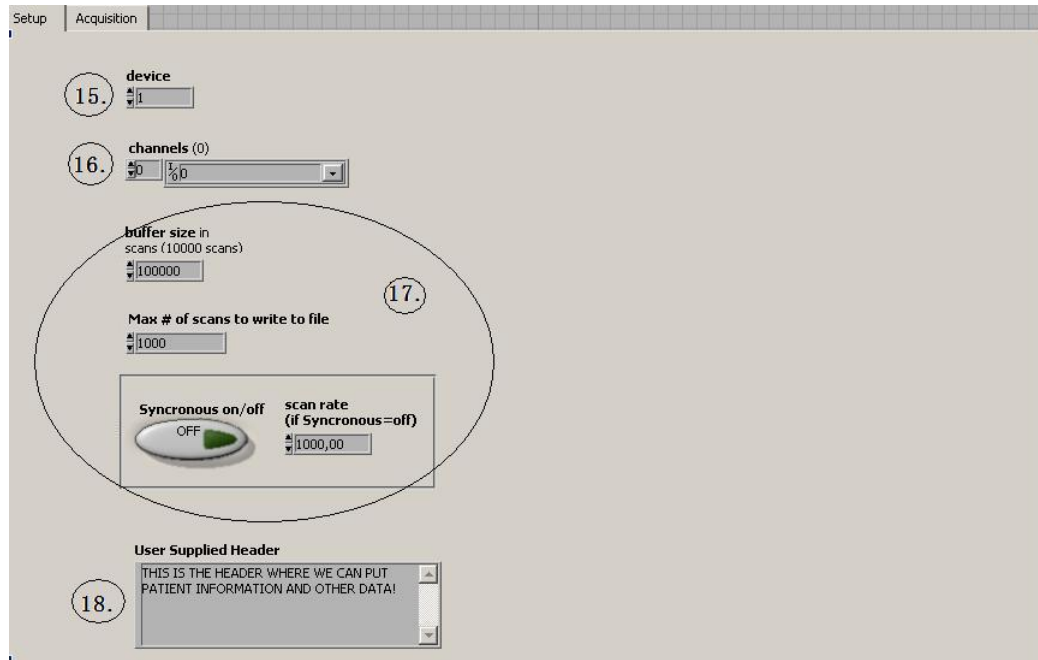 Setup Acquisition
device
15.
1
channels (0)
16.
0 I/O 0
buffer size in
scans (10000 scans)
100000
17.
Max # of scans to write to file
1000
Syncronous on/off scan rate
(if Syncronous=off)
OFF
1000,00
User Supplied Header
THIS IS THE HEADER WHERE WE CAN PUT
PATIENT INFORMATION AND OTHER DATA!
18.